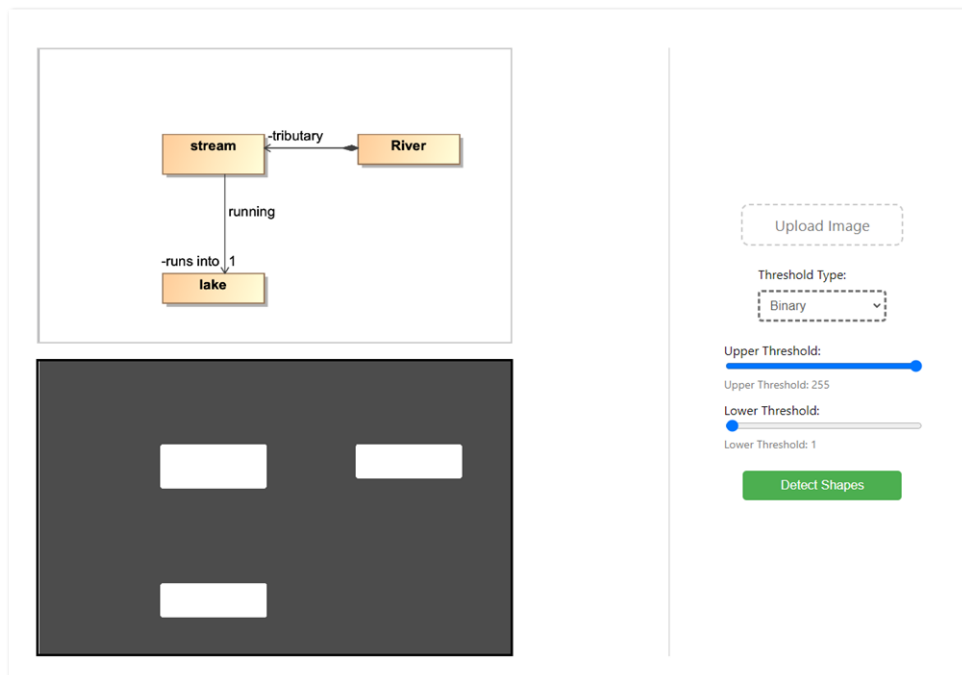 -tributary
stream
River
running
-runs into 1
lake
Upload Image
Threshold Type:
Binary
Upper Threshold:
Upper Threshold: 255
Lower Threshold:
Lower Threshold: 1
Detect Shapes